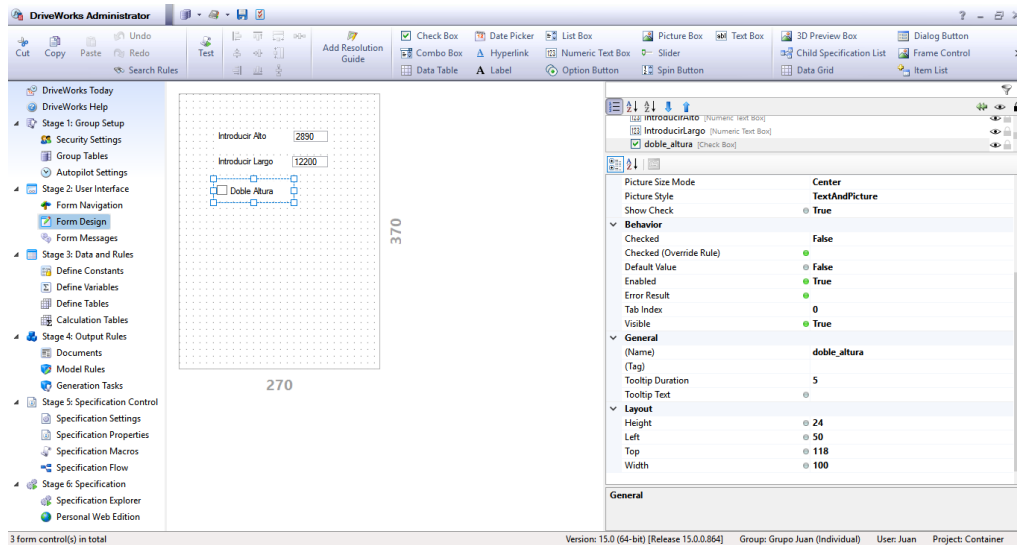 DriveWorks Administrator
? – 8
Cut
Copy
Paste
Undo
Redo
Search Rules
Test
Add Resolution Guide
Check Box
Date Picker
List Box
Picture Box
Text Box
3D Preview Box
Dialog Button
Combo Box
Hyperlink
Numeric Text Box
Slider
Child Specification List
Frame Control
Data Table
Label
Option Button
Spin Button
Data Grid
Item List
DriveWorks Today
DriveWorks Help
Stage 1: Group Setup
Security Settings
Group Tables
Autopilot Settings
Stage 2: User Interface
Form Navigation
Form Design
Form Messages
Stage 3: Data and Rules
Define Constants
Define Variables
Define Tables
Calculation Tables
Stage 4: Output Rules
Documents
Model Rules
Generation Tasks
Stage 5: Specification Control
Specification Settings
Specification Properties
Specification Macros
Specification Flow
Stage 6: Specification
Specification Explorer
Personal Web Edition
Introducir Alto 2890
Introducir Largo 12200
Doble Altura
370
270
IntroducirAlto [Numeric Text Box]
IntroducirLargo [Numeric Text Box]
doble_altura [Check Box]
Picture Size Mode Center
Picture Style TextAndPicture
Show Check True
Behavior
Checked False
Checked (Override Rule)
Default Value False
Enabled True
Error Result
Tab Index 0
Visible True
General
(Name) doble_altura
(Tag)
Tooltip Duration 5
Tooltip Text
Layout
Height 24
Left 50
Top 118
Width 100
General
3 form control(s) in total
Version: 15.0 (64-bit) [Release 15.0.0.864] Group: Grupo Juan (Individual) User: Juan Project: Container